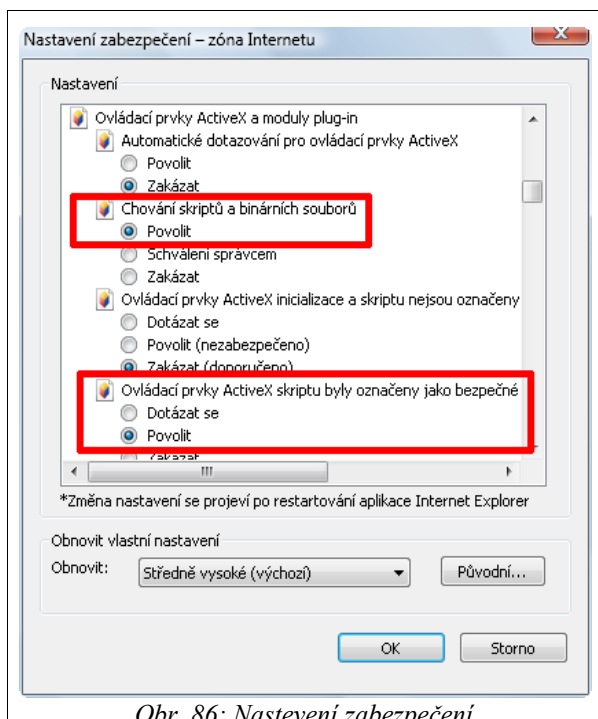 Nastavení zabezpečení – zóna Internetu
X
Nastavení
Ovládací prvky ActiveX a moduly plug-in
Automatické dotazování pro ovládací prvky ActiveX
Povolit
Zakázat
Chování skriptů a binárních souborů
Povolit
Schválení správcem
Zakázat
Ovládací prvky ActiveX inicializace a skriptu nejsou označeny
Dotázat se
Povolit (nezabezpečeno)
Zakázat (doporučeno)
Ovládací prvky ActiveX skriptu byly označeny jako bezpečné
Dotázat se
Povolit
Zakázat
*Změna nastavení se projeví po restartování aplikace Internet Explorer
Obnovit vlastní nastavení
Obnovit: Středně vysoké (výchozí) Původní...
OK Storno
Obr. 86: Nastevení zabezpečení